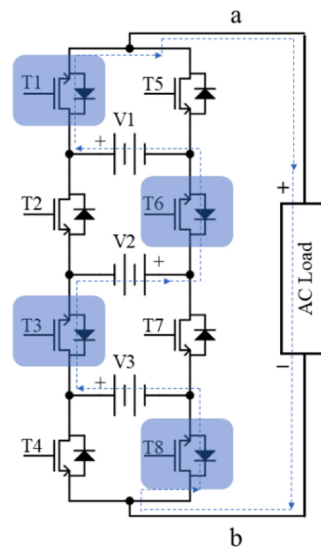 a
T1
T5
V1
+
T2
T6
V2
+
+
AC Load
T3
T7
−
V3
+
T4
T8
b